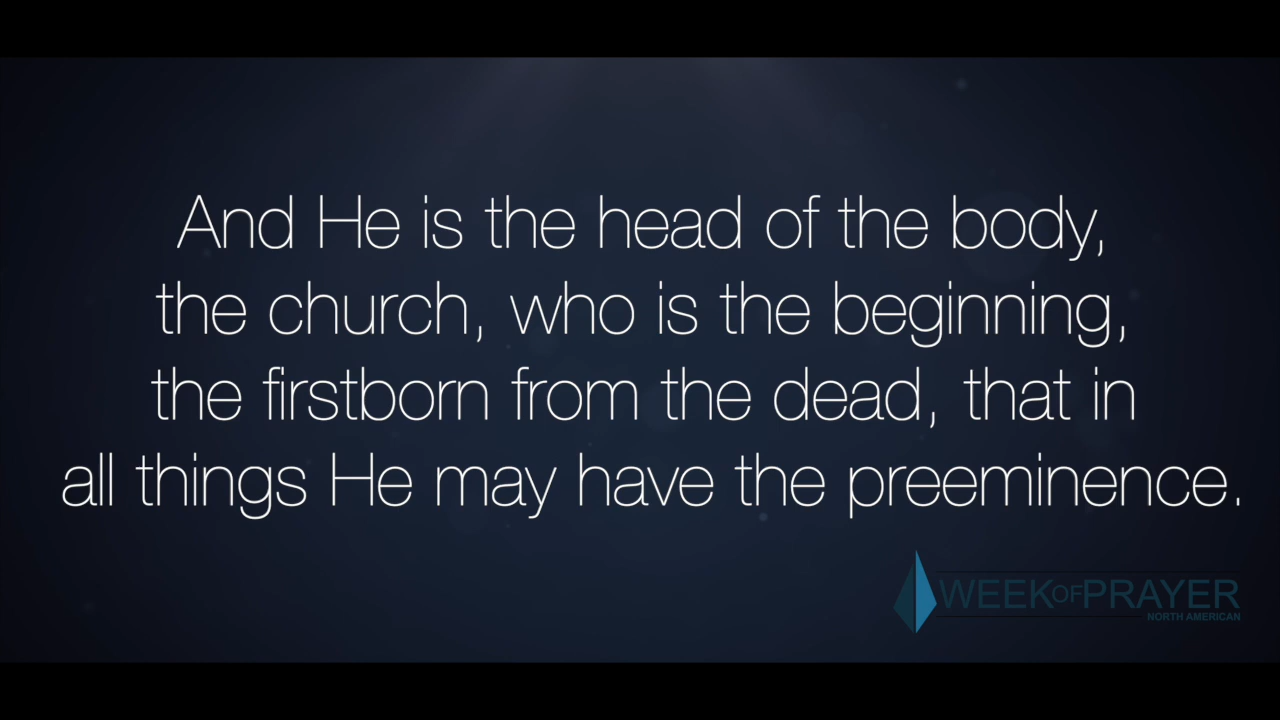 And He is the head of the body,
the church, who is the beginning,
the firstborn from the dead, that in
all things He may have the preeminence.
WEEK OF PRAYER
NORTH AMERICAN